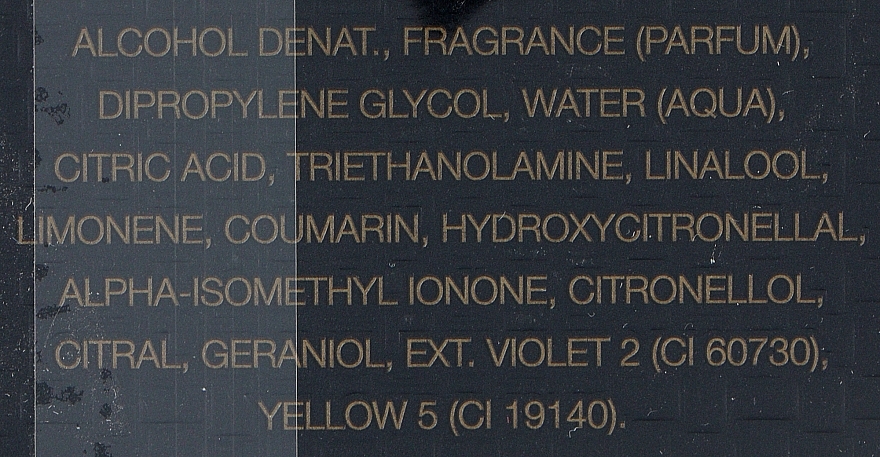 ALCOHOL DENAT., FRAGRANCE (PARFUM),
DIPROPYLENE GLYCOL, WATER (AQUA),
CITRIC ACID, TRIETHANOLAMINE, LINALOOL,
LIMONENE, COUMARIN, HYDROXYCITRONELLAL,
ALPHA-ISOMETHYL IONONE, CITRONELLOL,
CITRAL, GERANIOL, EXT. VIOLET 2 (CI 60730),
YELLOW 5 (CI 19140).